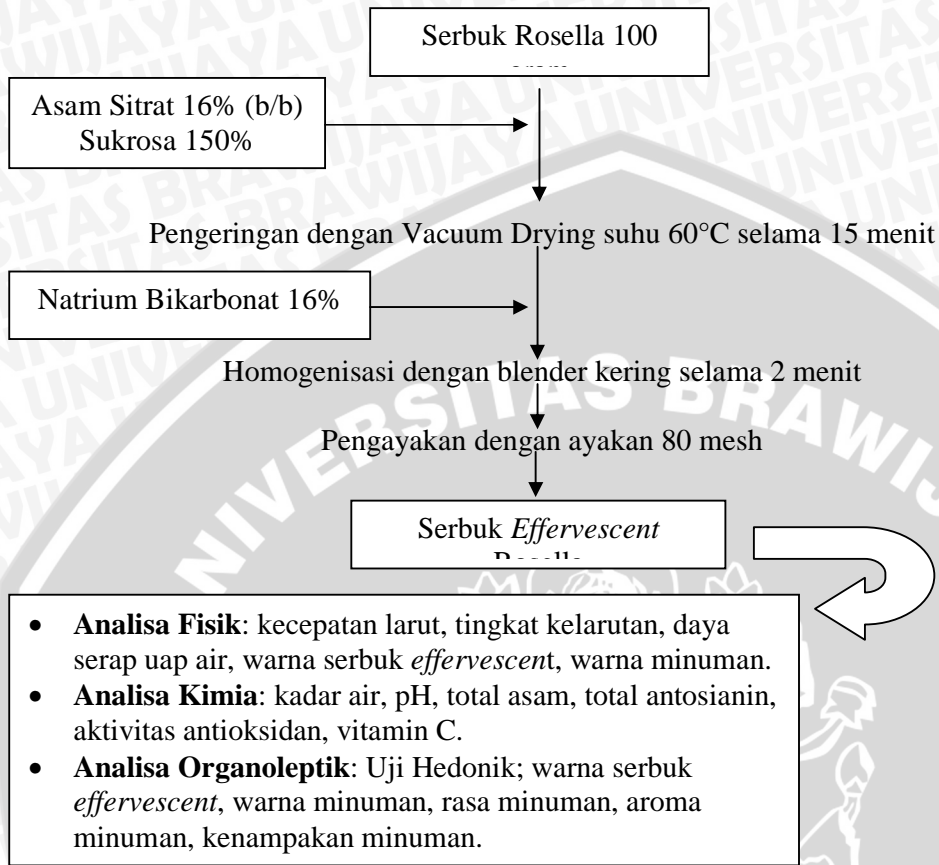 Serbuk Rosella 100
Asam Sitrat 16% (b/b)
Sukrosa 150%
Pengeringan dengan Vacuum Drying suhu 60°C selama 15 menit
Natrium Bikarbonat 16%
Homogenisasi dengan blender kering selama 2 menit
Pengayakan dengan ayakan 80 mesh
Serbuk Effervescent
• Analisa Fisik: kecepatan larut, tingkat kelarutan, daya
serap uap air, warna serbuk effervescent, warna minuman.
• Analisa Kimia: kadar air, pH, total asam, total antosianin,
aktivitas antioksidan, vitamin C.
• Analisa Organoleptik: Uji Hedonik; warna serbuk
effervescent, warna minuman, rasa minuman, aroma
minuman, kenampakan minuman.
UNIVERSITAS BRAWIJ